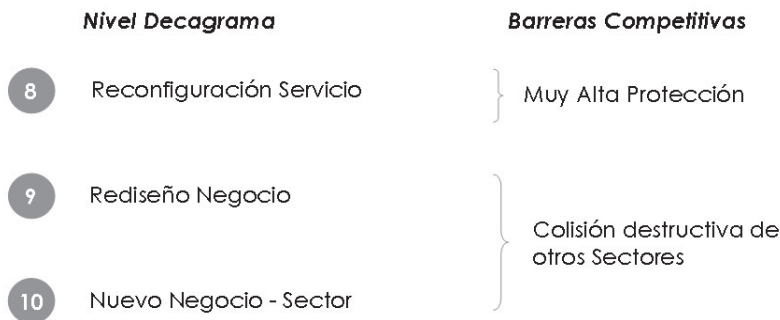 Nivel Decagrama Barreras Competitivas
8 Reconfiguración Servicio Muy Alta Protección
9 Rediseño Negocio
Colisión destructiva de
otros Sectores
10 Nuevo Negocio - Sector